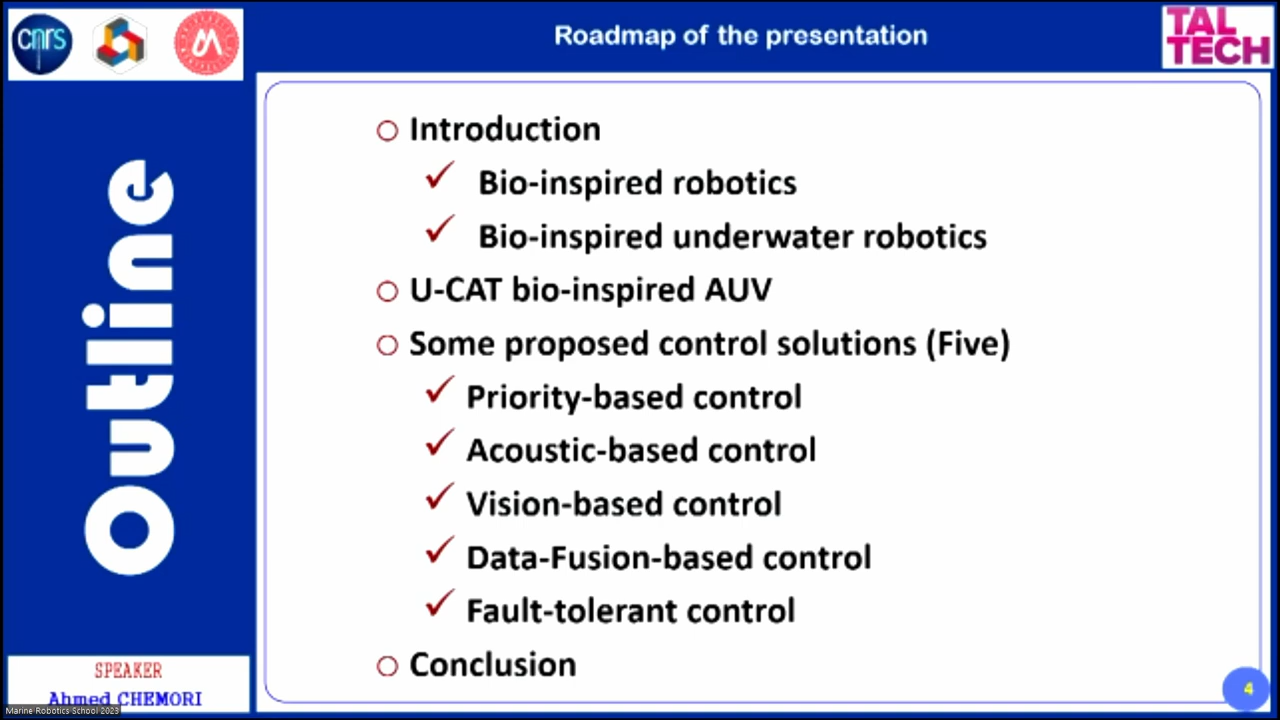 cnrs
Roadmap of the presentation
TAL
TECH
Outline
Introduction
Bio-inspired robotics
Bio-inspired underwater robotics
U-CAT bio-inspired AUV
Some proposed control solutions (Five)
Priority-based control
Acoustic-based control
Vision-based control
Data-Fusion-based control
Fault-tolerant control
Conclusion
SPEAKER
Ahmed CHEMORI
Marine Robotics School 2023
4